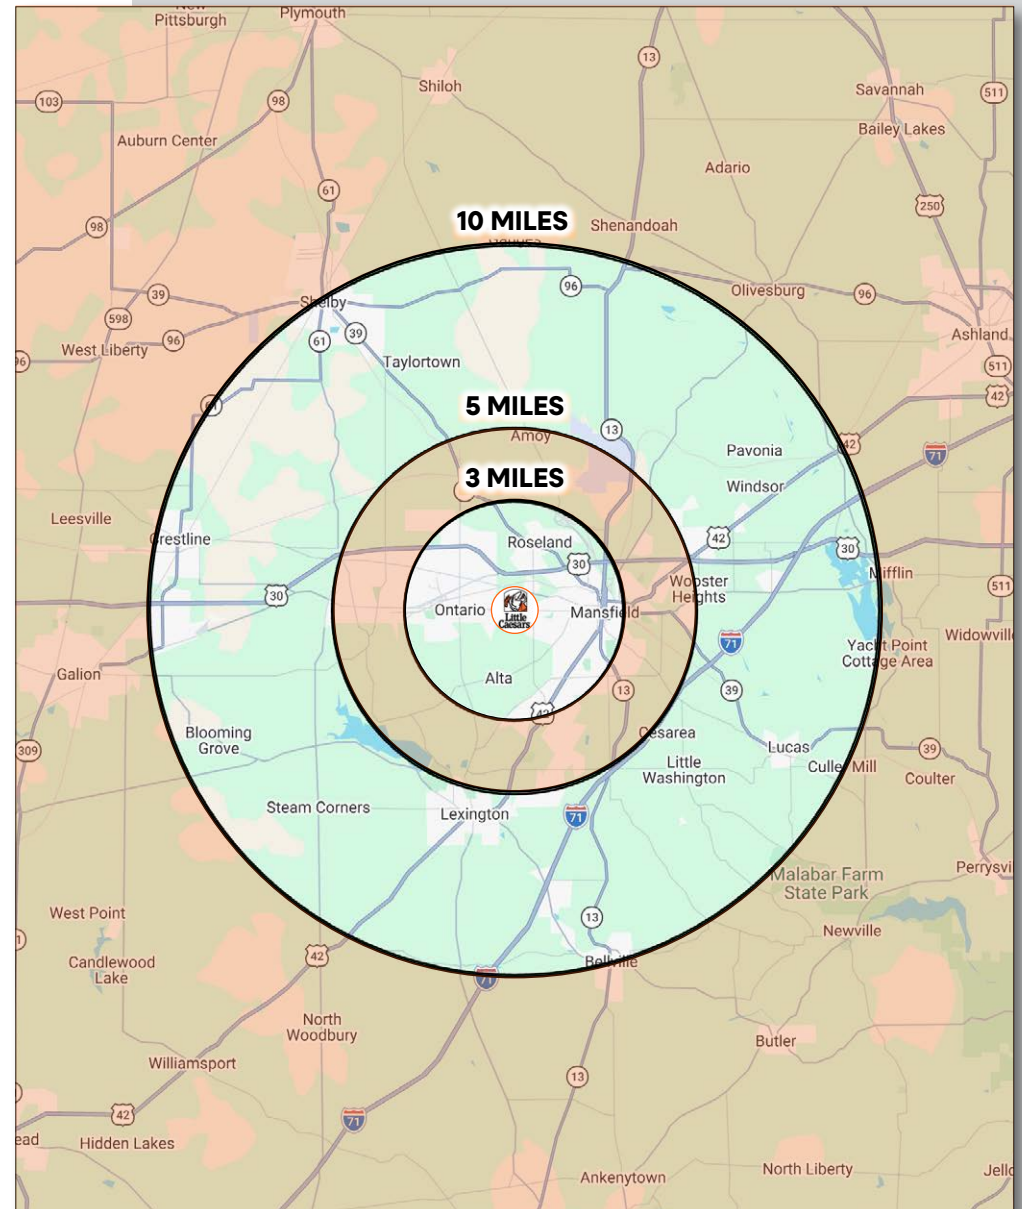 New
Pittsburgh
Plymouth
13
Shiloh
Savannah
511
103
98
Bailey Lakes
Auburn Center
Adario
61
250
98
10 MILES
Shenandoah
39
96
Olivesburg
96
Shelby
598
39
Ashland
96
61
West Liberty
96
Taylortown
511
42
5 MILES
61
13
Amoy
42
Pavonia
71
3 MILES
Windsor
Leesville
Crestline
Roseland
42
30
30
Mifflin
Wooster
Heights
511
30
Ontario
Little
Caesars
Mansfield
Widowville
71
Yacht Point
Cottage Area
Galion
Alta
13
39
42
Blooming
Grove
Cesarea
Lucas
309
39
Little
Washington
Coulter
Steam Corners
Lexington
71
Malabar Farm
State Park
West Point
13
Newville
Candlewood
Lake
42
Bellville
71
North
Woodbury
Butler
Williamsport
13
42
71
Hidden Lakes
Ankenytown
North Liberty